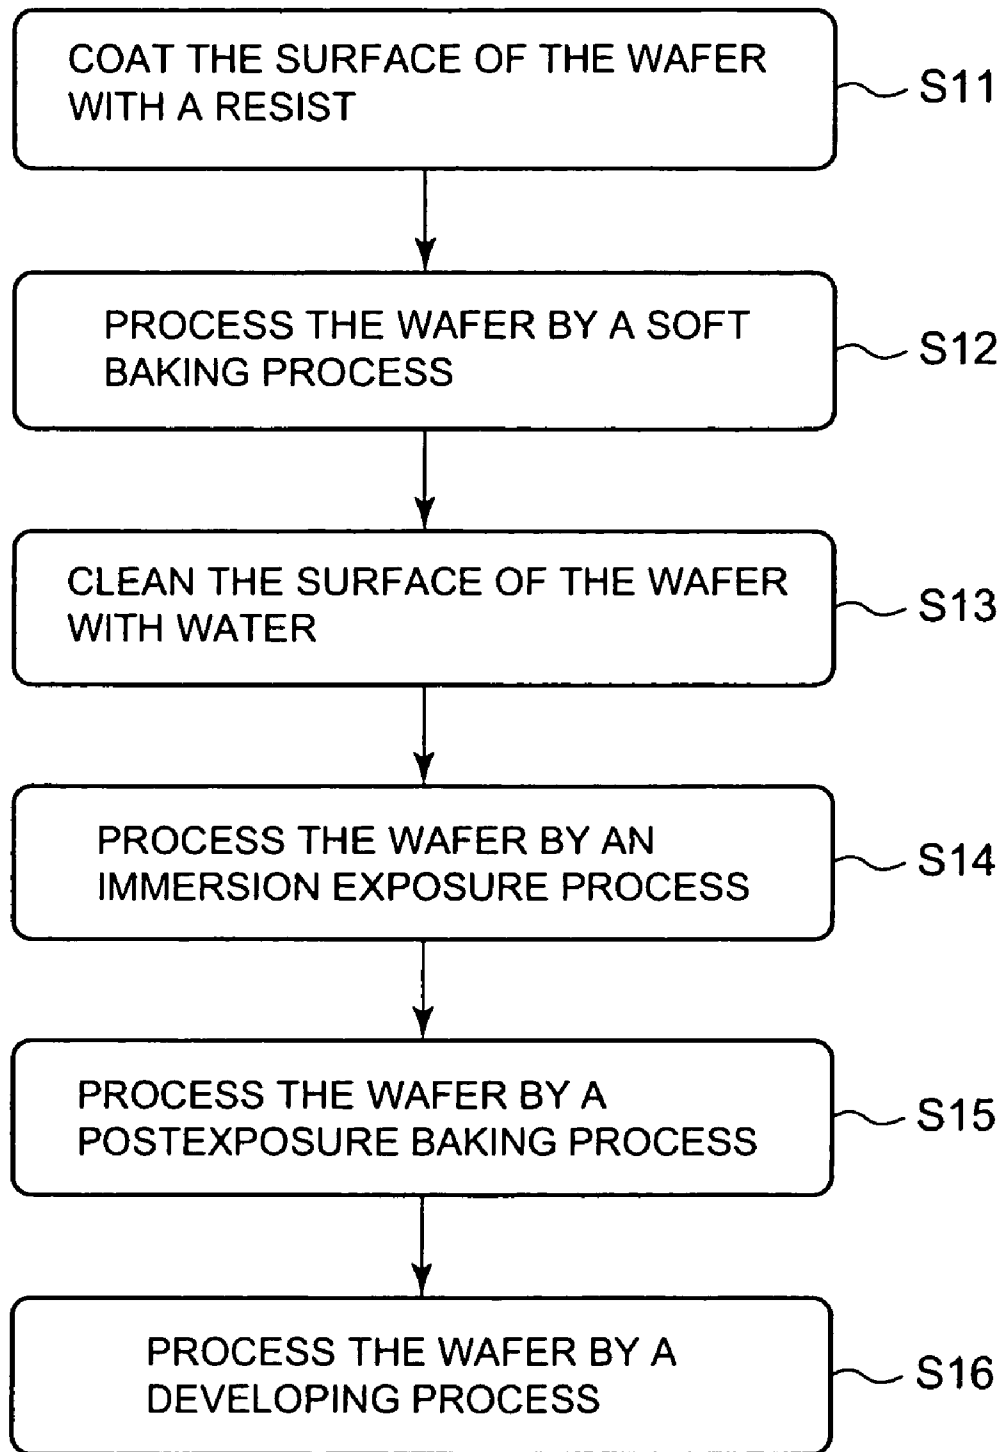 COAT THE SURFACE OF THE WAFER
WITH A RESIST
S11
PROCESS THE WAFER BY A SOFT
BAKING PROCESS
S12
CLEAN THE SURFACE OF THE WAFER
WITH WATER
S13
PROCESS THE WAFER BY AN
IMMERSION EXPOSURE PROCESS
S14
PROCESS THE WAFER BY A
POSTEXPOSURE BAKING PROCESS
S15
PROCESS THE WAFER BY A
DEVELOPING PROCESS
S16